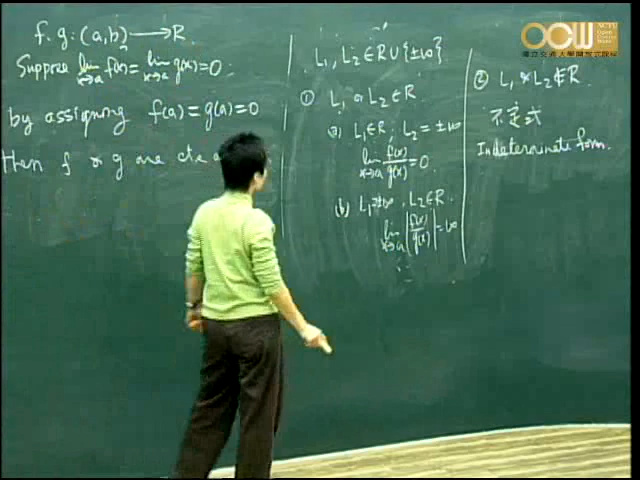 f. g: (a, b) ⟶ R
Suppose lim x→a f(x) = lim x→a g(x) = 0.
by assigning f(a) = g(a) = 0
then f & g are cts
L₁, L₂ ∈ R ∪ {±∞}
① L₁ or L₂ ∈ R.
(a) L₁ ∈ R, L₂ = ±∞
lim x→a f(x)/g(x) = 0.
(b) L₁ = ±∞, L₂ ∈ R.
lim x→a |f(x)/g(x)| = ∞
② L₁ & L₂ ∉ R.
不定式
Indeterminate form.
OCW
NCTU
國立交通大學開放式課程